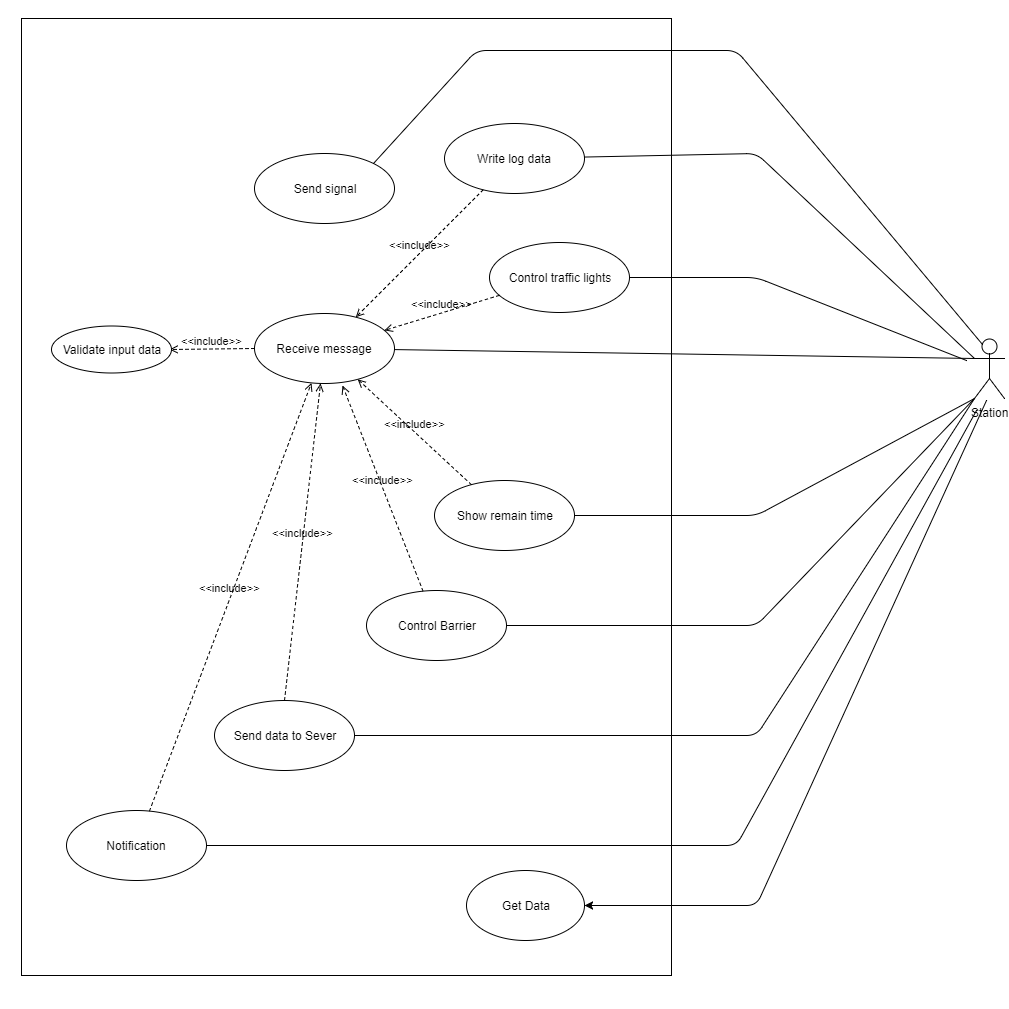 Write log data
Send signal
<<include>>
Control traffic lights
<<include>>
<<include>>
Validate input data
Receive message
Station
<<include>>
<<include>>
Show remain time
<<include>>
<<include>>
Control Barrier
Send data to Sever
Notification
Get Data